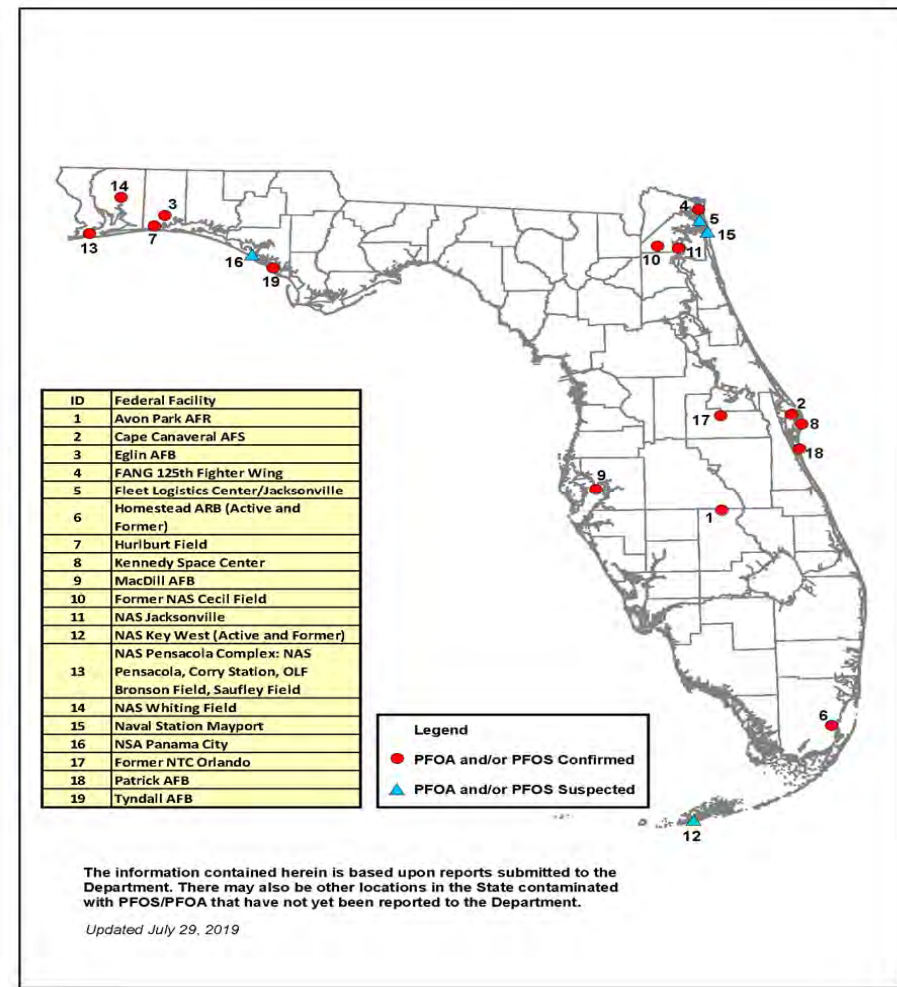 14
3
13
7
16
19
4
5
15
10
11
2
17
8
18
9
1
6
12
ID Federal Facility
1 Avon Park AFR
2 Cape Canaveral AFS
3 Eglin AFB
4 FANG 125th Fighter Wing
5 Fleet Logistics Center/Jacksonville
6 Homestead ARB (Active and
Former)
7 Hurlburt Field
8 Kennedy Space Center
9 MacDill AFB
10 Former NAS Cecil Field
11 NAS Jacksonville
12 NAS Key West (Active and Former)
13 NAS Pensacola Complex: NAS
Pensacola, Corry Station, OLF
Bronson Field, Saufley Field
14 NAS Whiting Field
15 Naval Station Mayport
16 NSA Panama City
17 Former NTC Orlando
18 Patrick AFB
19 Tyndall AFB
Legend
PFOA and/or PFOS Confirmed
PFOA and/or PFOS Suspected
The information contained herein is based upon reports submitted to the
Department. There may also be other locations in the State contaminated
with PFOS/PFOA that have not yet been reported to the Department.
Updated July 29, 2019